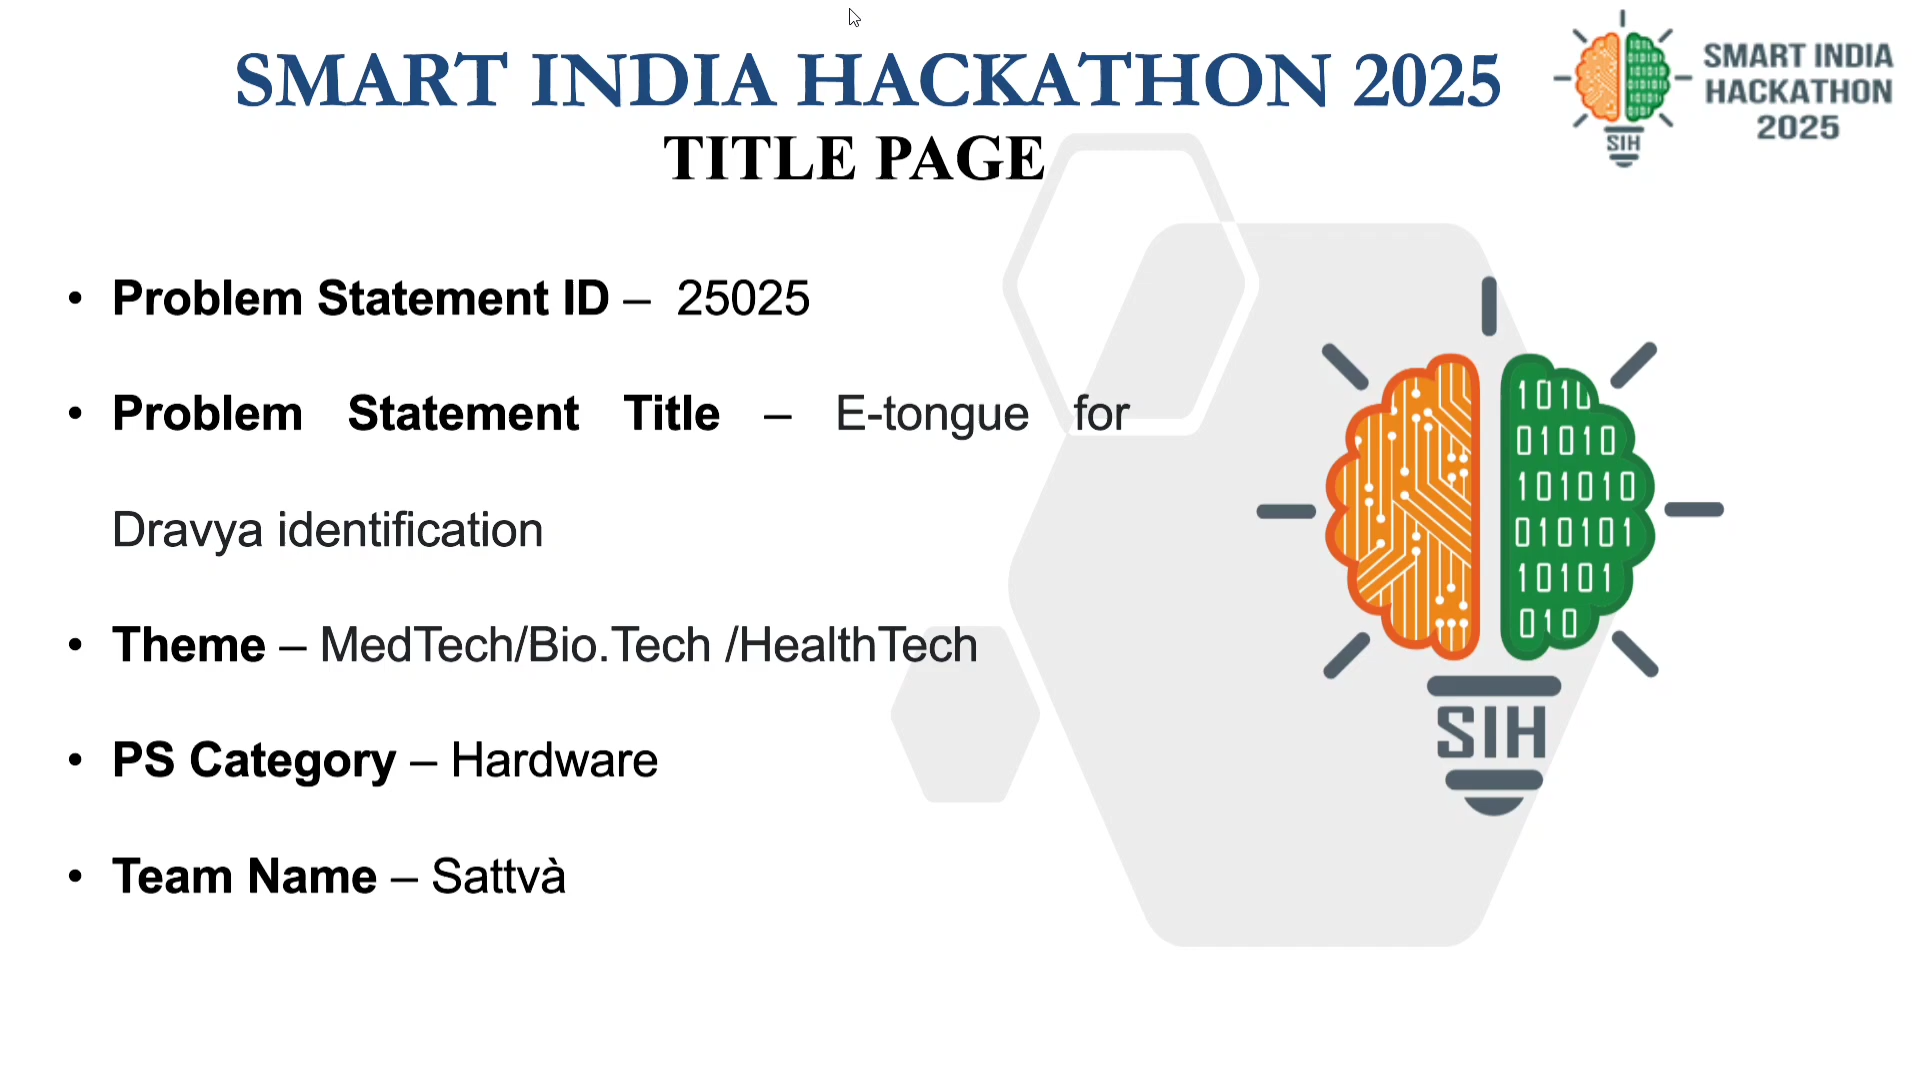 SMART INDIA HACKATHON 2025
TITLE PAGE
SMART INDIA
HACKATHON
2025
SIH
• Problem Statement ID – 25025
• Problem Statement Title – E-tongue for
Dravya identification
• Theme – MedTech/Bio.Tech /HealthTech
• PS Category – Hardware
• Team Name – Sattvà
1010
01010
101010
010101
10101
010
SIH